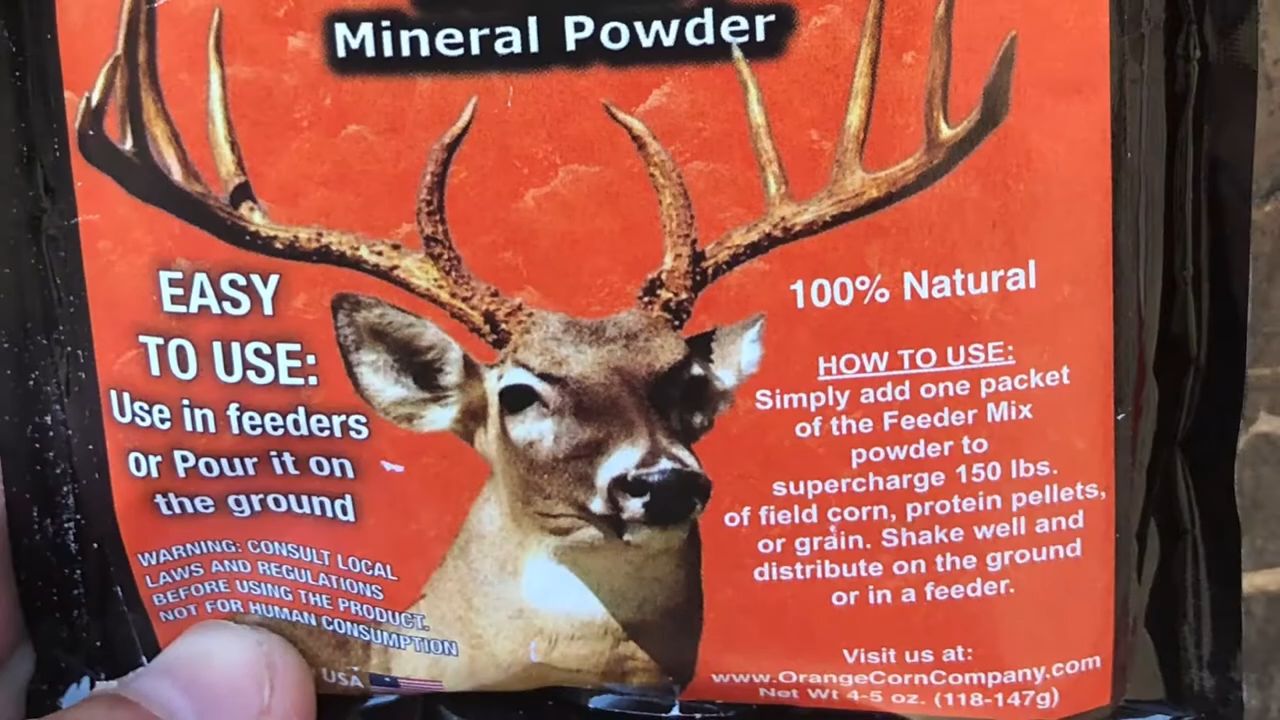 Mineral Powder
EASY
TO USE:
Use in feeders
or Pour it on
the ground
WARNING: CONSULT LOCAL
LAWS AND REGULATIONS
BEFORE USING THE PRODUCT.
NOT FOR HUMAN CONSUMPTION
USA
100% Natural
HOW TO USE:
Simply add one packet
of the Feeder Mix
powder to
supercharge 150 lbs.
of field corn, protein pellets,
or grain. Shake well and
distribute on the ground
or in a feeder.
Visit us at:
www.OrangeCornCompany.com
Net Wt 4-5 oz. (118-147g)